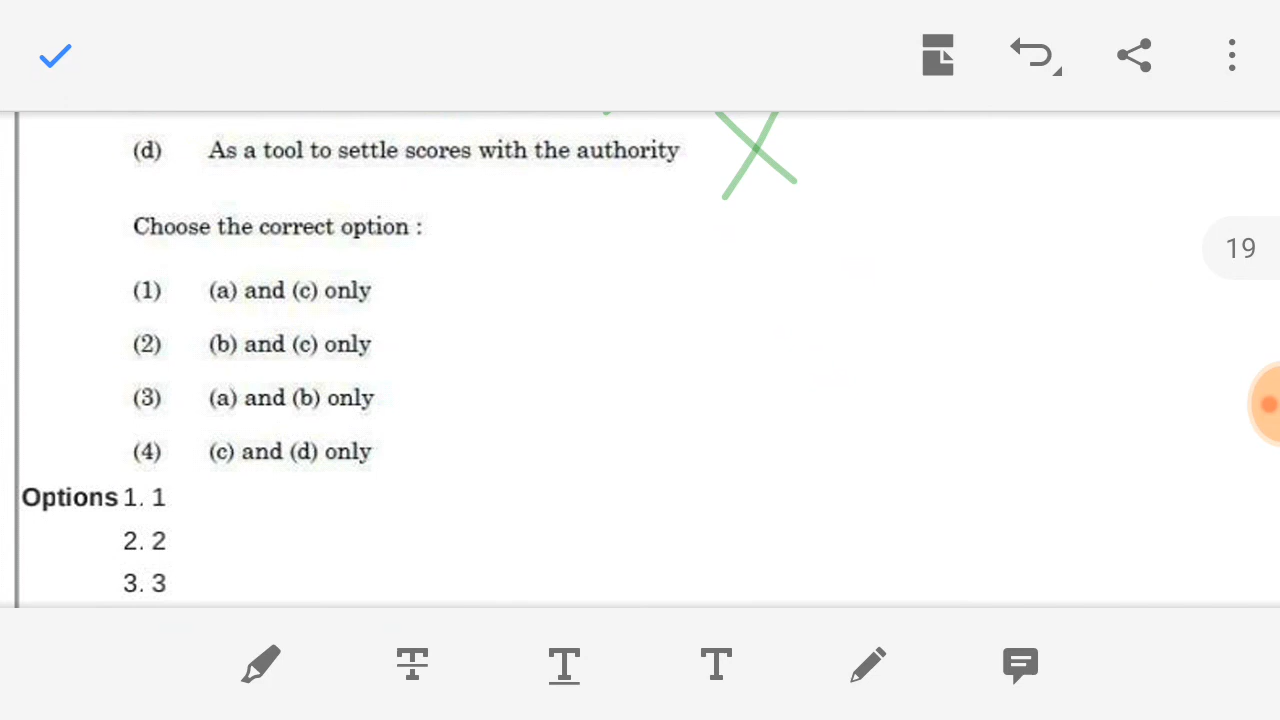 (d) As a tool to settle scores with the authority
Choose the correct option :
19
(1) (a) and (c) only
(2) (b) and (c) only
(3) (a) and (b) only
(4) (c) and (d) only
Options 1. 1
2. 2
3. 3